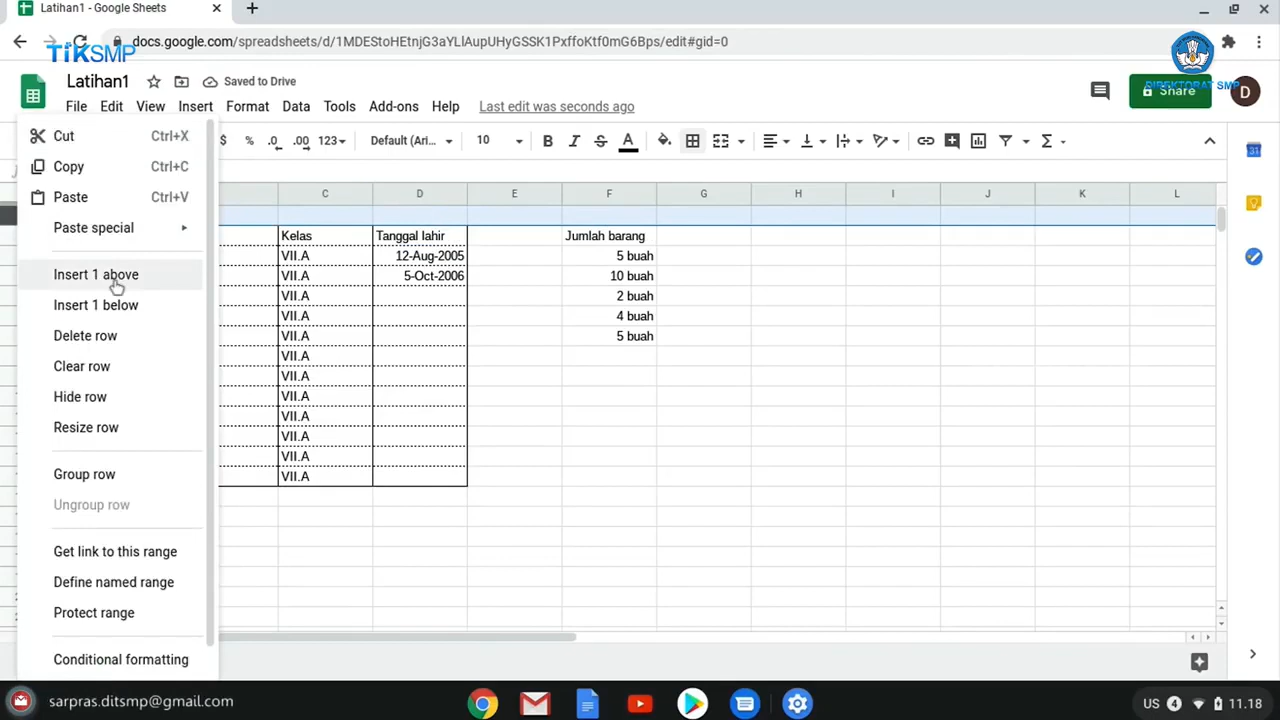 Latihan1 - Google Sheets
docs.google.com/spreadsheets/d/1MDEStoHEtnjG3aYLlAupUHyGSSK1PxffoKtf0mG6Bps/edit#gid=0
TiKSMP
DIREKTORAT SMP
Latihan1
Saved to Drive
File Edit View Insert Format Data Tools Add-ons Help Last edit was seconds ago
Share
D
$ % .0 .00 123 Default (Ari... 10 B I S A
Cut Ctrl+X
Copy Ctrl+C
Paste Ctrl+V
Paste special
Insert 1 above
Insert 1 below
Delete row
Clear row
Hide row
Resize row
Group row
Ungroup row
Get link to this range
Define named range
Protect range
Conditional formatting
C D E F G H I J K L
Kelas Tanggal lahir Jumlah barang
VII.A 12-Aug-2005 5 buah
VII.A 5-Oct-2006 10 buah
VII.A 2 buah
VII.A 4 buah
VII.A 5 buah
VII.A
VII.A
VII.A
VII.A
VII.A
VII.A
VII.A
31
sarpras.ditsmp@gmail.com
US 4 11.18